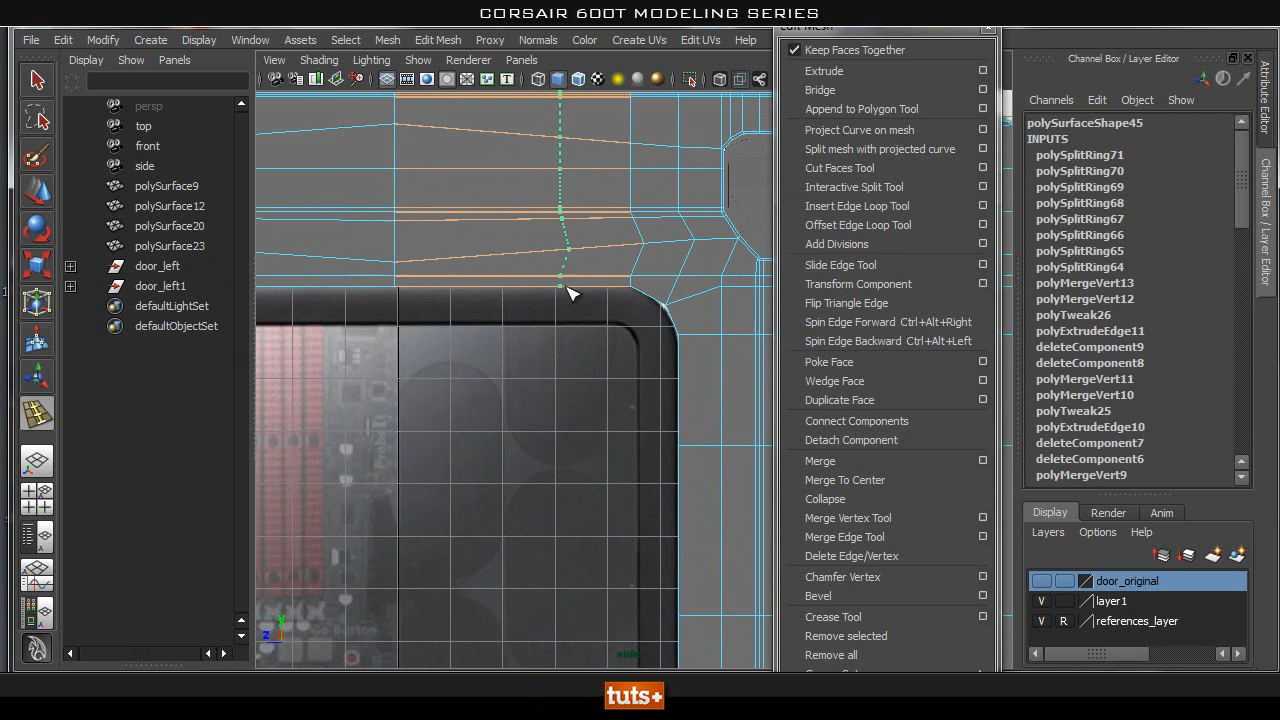 CORSAIR 600T MODELING SERIES
File Edit Modify Create Display Window Assets Select Mesh Edit Mesh Proxy Normals Color Create UVs Edit UVs Help
Edit Mesh
Display Show Panels
View Shading Lighting Show Renderer Panels
persp
top
front
side
polySurface9
polySurface12
polySurface20
polySurface23
door_left
door_left1
defaultLightSet
defaultObjectSet
Keep Faces Together
Extrude
Bridge
Append to Polygon Tool
Project Curve on mesh
Split mesh with projected curve
Cut Faces Tool
Interactive Split Tool
Insert Edge Loop Tool
Offset Edge Loop Tool
Add Divisions
Slide Edge Tool
Transform Component
Flip Triangle Edge
Spin Edge Forward Ctrl+Alt+Right
Spin Edge Backward Ctrl+Alt+Left
Poke Face
Wedge Face
Duplicate Face
Connect Components
Detach Component
Merge
Merge To Center
Collapse
Merge Vertex Tool
Merge Edge Tool
Delete Edge/Vertex
Chamfer Vertex
Bevel
Crease Tool
Remove selected
Remove all
Channel Box / Layer Editor
Channels Edit Object Show
polySurfaceShape45
INPUTS
polySplitRing71
polySplitRing70
polySplitRing69
polySplitRing68
polySplitRing67
polySplitRing66
polySplitRing65
polySplitRing64
polyMergeVert13
polyMergeVert12
polyTweak26
polyExtrudeEdge11
deleteComponent9
deleteComponent8
polyMergeVert11
polyMergeVert10
polyTweak25
polyExtrudeEdge10
deleteComponent7
deleteComponent6
polyMergeVert9
Attribute Editor
Channel Box / Layer Editor
Display Render Anim
Layers Options Help
door_original
V layer1
V R references_layer
y
z
side
Go Button
tuts+